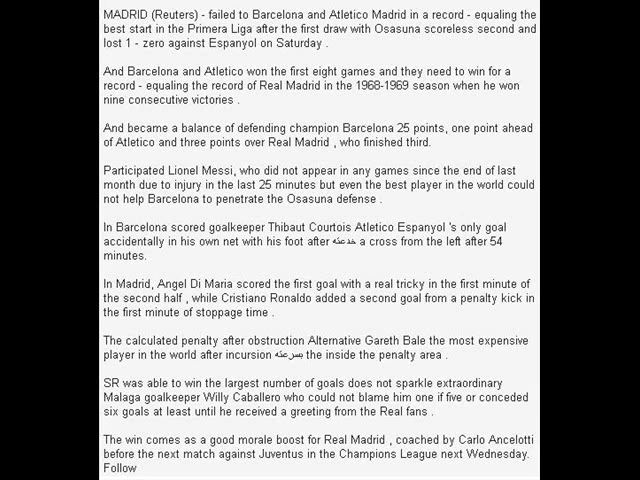 MADRID (Reuters) - failed to Barcelona and Atletico Madrid in a record - equaling the
best start in the Primera Liga after the first draw with Osasuna scoreless second and
lost 1 - zero against Espanyol on Saturday .
And Barcelona and Atletico won the first eight games and they need to win for a
record - equaling the record of Real Madrid in the 1968-1969 season when he won
nine consecutive victories .
And became a balance of defending champion Barcelona 25 points, one point ahead
of Atletico and three points over Real Madrid , who finished third.
Participated Lionel Messi, who did not appear in any games since the end of last
month due to injury in the last 25 minutes but even the best player in the world could
not help Barcelona to penetrate the Osasuna defense .
In Barcelona scored goalkeeper Thibaut Courtois Atletico Espanyol 's only goal
accidentally in his own net with his foot after خدعته a cross from the left after 54
minutes.
In Madrid, Angel Di Maria scored the first goal with a real tricky in the first minute of
the second half , while Cristiano Ronaldo added a second goal from a penalty kick in
the first minute of stoppage time .
The calculated penalty after obstruction Alternative Gareth Bale the most expensive
player in the world after incursion بسرعته the inside the penalty area .
SR was able to win the largest number of goals does not sparkle extraordinary
Malaga goalkeeper Willy Caballero who could not blame him one if five or conceded
six goals at least until he received a greeting from the Real fans .
The win comes as a good morale boost for Real Madrid , coached by Carlo Ancelotti
before the next match against Juventus in the Champions League next Wednesday.
Follow